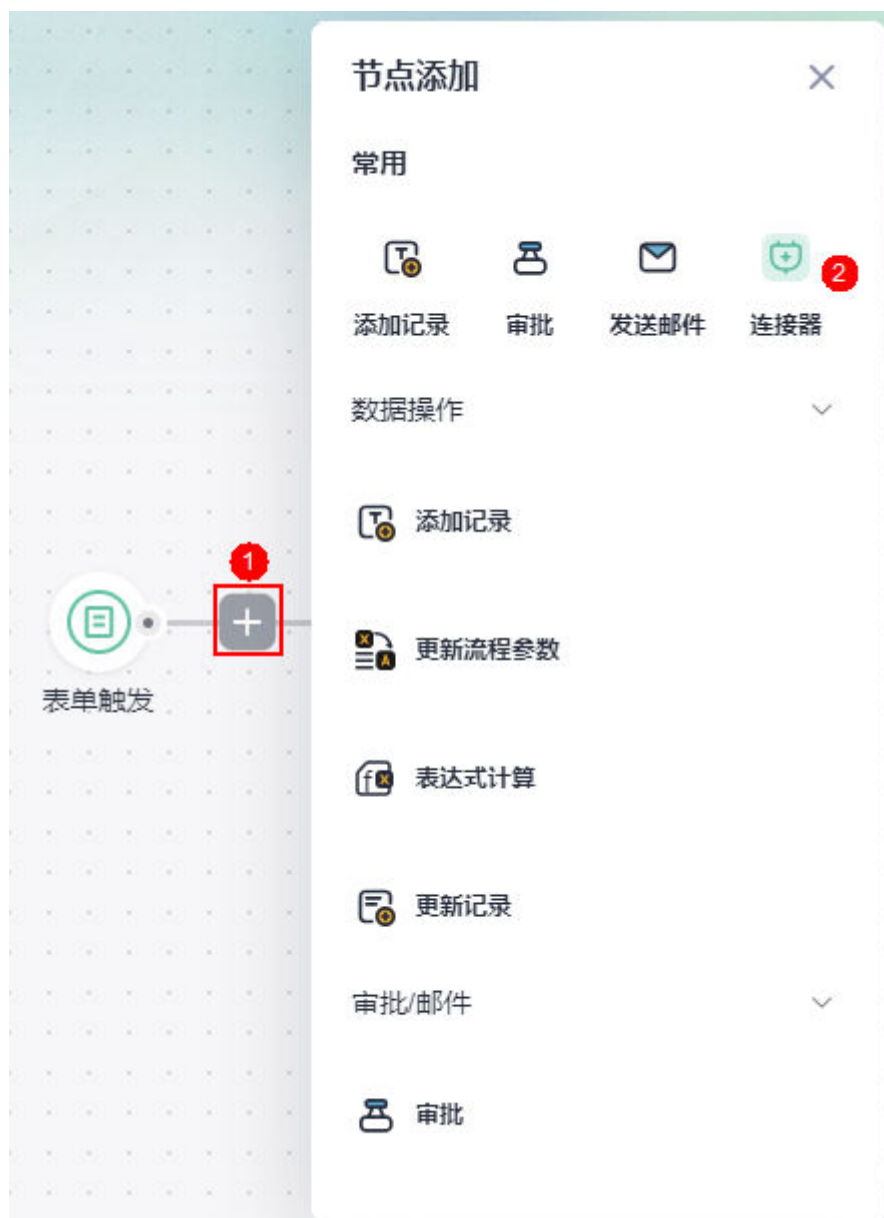 节点添加
常用
2
添加记录 审批 发送邮件 连接器
数据操作
添加记录
1
更新流程参数
表单触发
表达式计算
更新记录
审批/邮件
审批